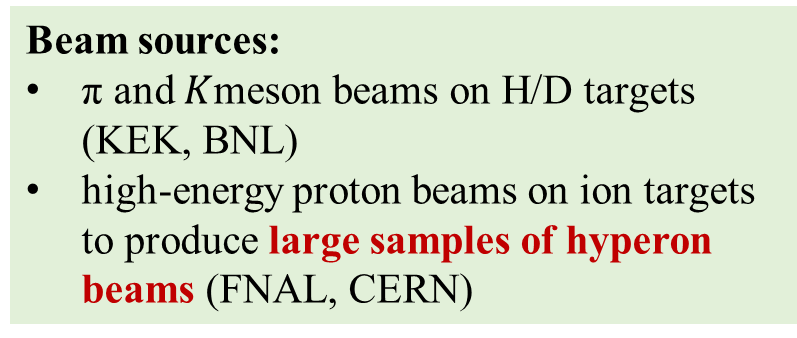 Beam sources:
• π and Kmeson beams on H/D targets
(KEK, BNL)
• high-energy proton beams on ion targets
to produce large samples of hyperon
beams (FNAL, CERN)